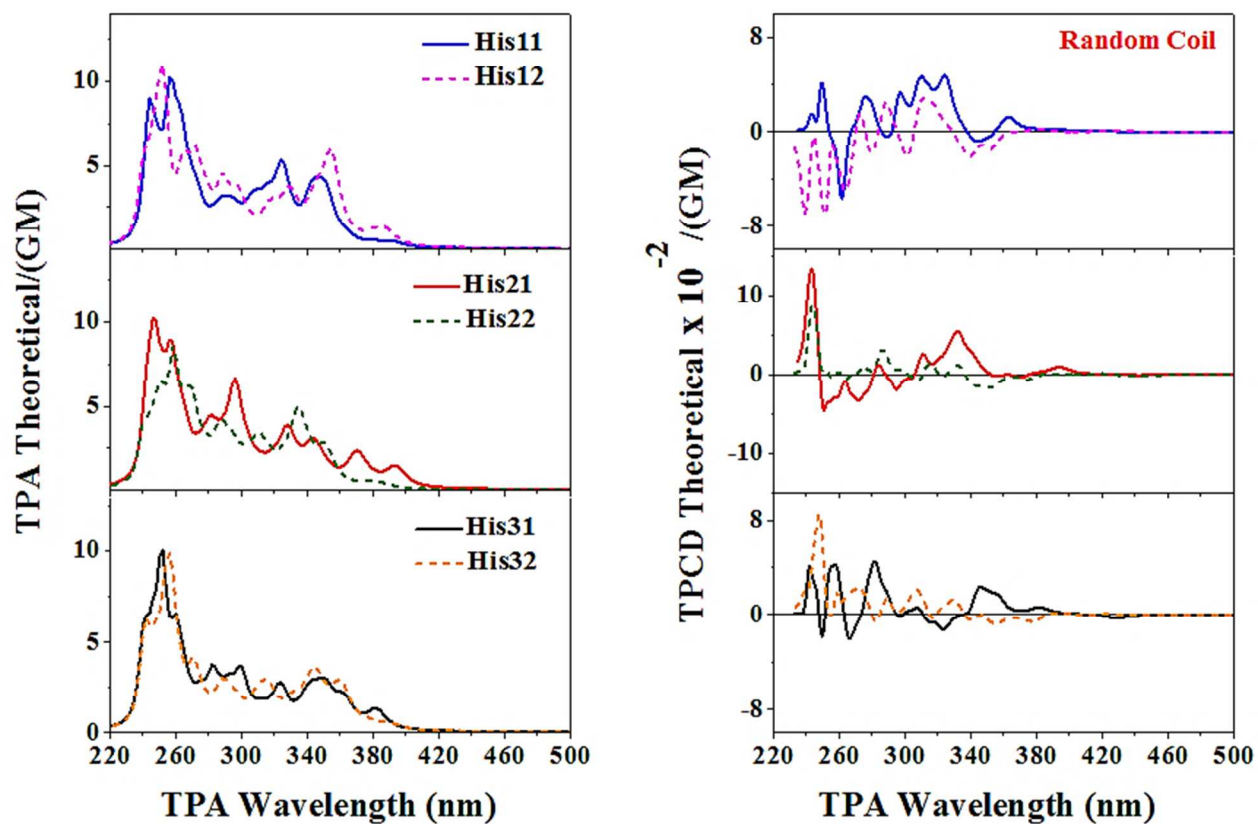 TPA Theoretical/(GM)
10
5
His11
His12
10
5
His21
His22
10
5
0
His31
His32
220 260 300 340 380 420 460 500
TPA Wavelength (nm)
TPCD Theoretical x 10⁻²/(GM)
8
0
-8
Random Coil
10
0
-10
8
0
-8
220 260 300 340 380 420 460 500
TPA Wavelength (nm)